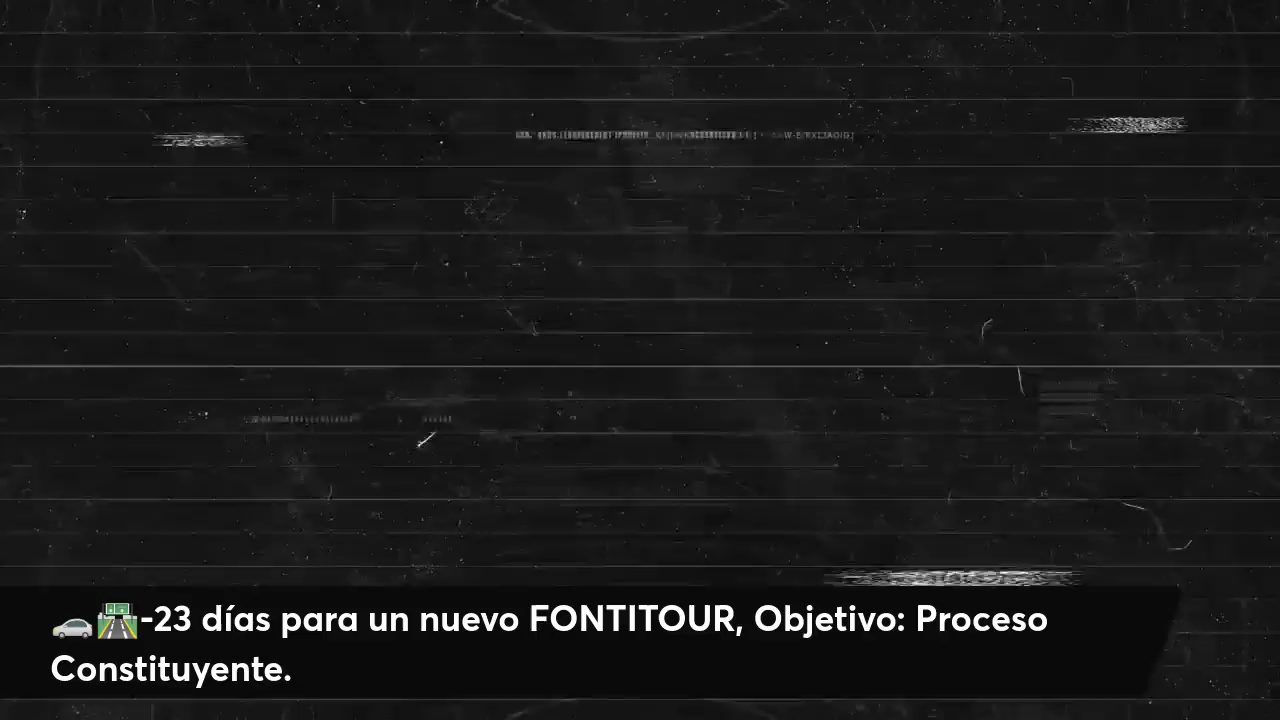 🚗🛣️-23 días para un nuevo FONTITOUR, Objetivo: Proceso
Constituyente.